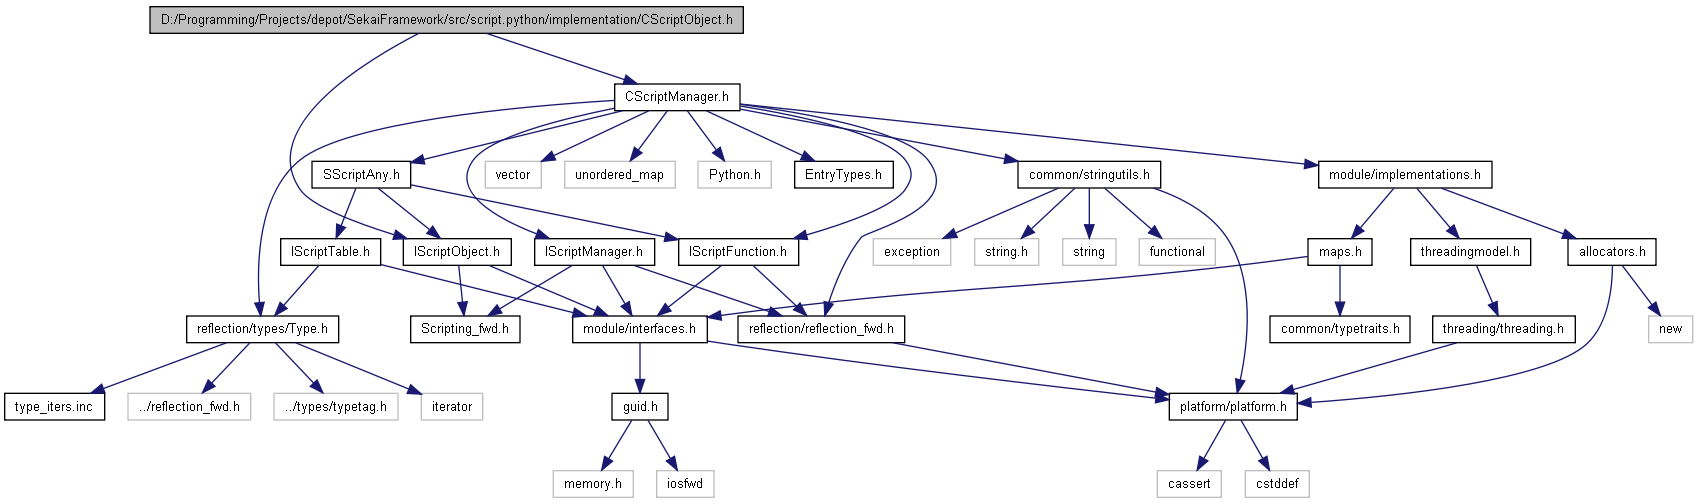 D:/Programming/Projects/depot/SekaiFramework/src/script.python/implementation/CScriptObject.h
CScriptManager.h
SScriptAny.h
vector
unordered_map
Python.h
EntryTypes.h
common/stringutils.h
module/implementations.h
IScriptTable.h
IScriptObject.h
IScriptManager.h
IScriptFunction.h
exception
string.h
string
functional
maps.h
threadingmodel.h
allocators.h
reflection/types/Type.h
Scripting_fwd.h
module/interfaces.h
reflection/reflection_fwd.h
common/typetraits.h
threading/threading.h
new
type_iters.inc
../reflection_fwd.h
../types/typetag.h
iterator
guid.h
platform/platform.h
memory.h
iosfwd
cassert
cstddef